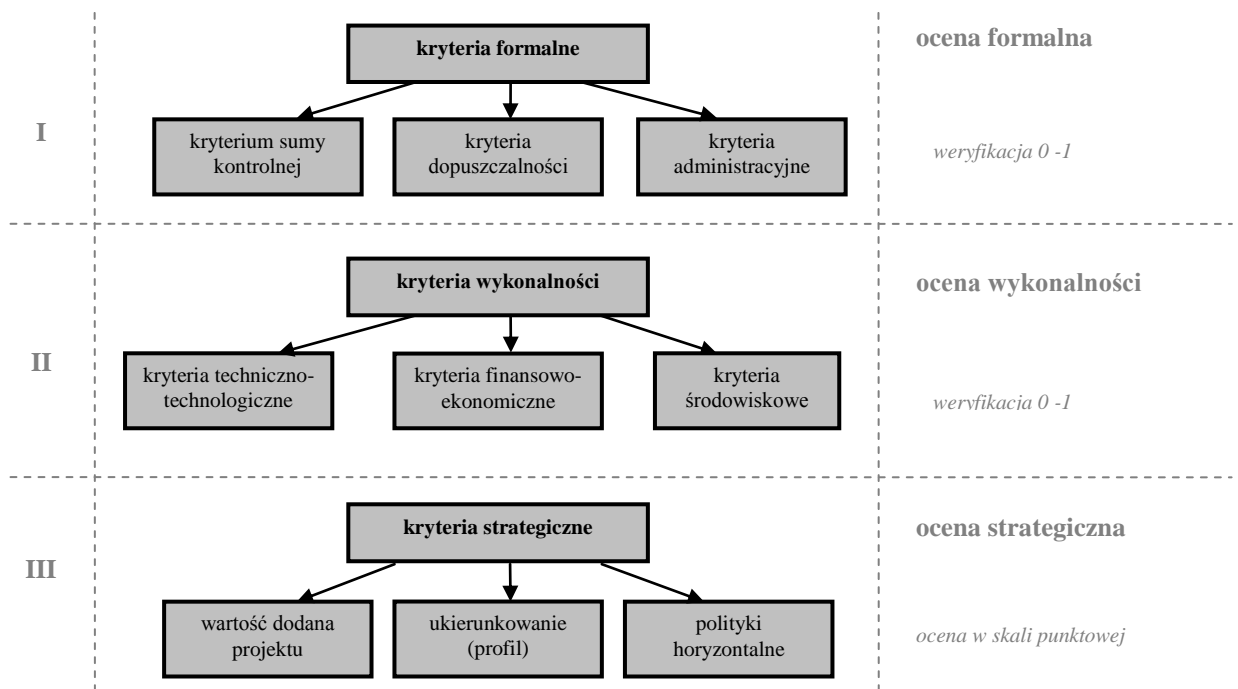 kryteria formalne
ocena formalna
I
kryterium sumy
kontrolnej
kryteria
dopuszczalności
kryteria
administracyjne
weryfikacja 0 -1
kryteria wykonalności
ocena wykonalności
II
kryteria techniczno-
technologiczne
kryteria finansowo-
ekonomiczne
kryteria
środowiskowe
weryfikacja 0 -1
kryteria strategiczne
ocena strategiczna
III
wartość dodana
projektu
ukierunkowanie
(profil)
polityki
horyzontalne
ocena w skali punktowej